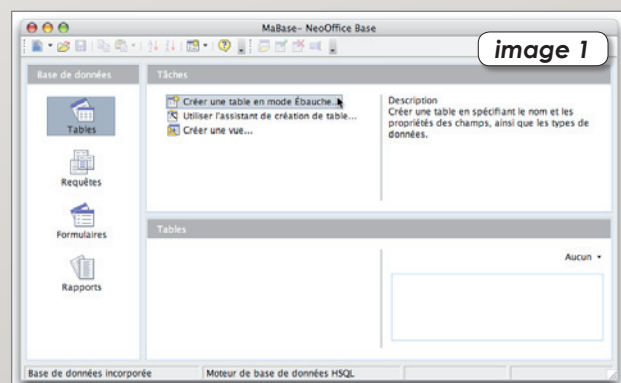 MaBase– NeoOffice Base
image 1
Base de données
Tâches
Tables
Requêtes
Formulaires
Rapports
Créer une table en mode Ébauche...
Utiliser l'assistant de création de table...
Créer une vue...
Description
Créer une table en spécifiant le nom et les
propriétés des champs, ainsi que les types de
données.
Tables
Aucun
Base de données incorporée
Moteur de base de données HSQL